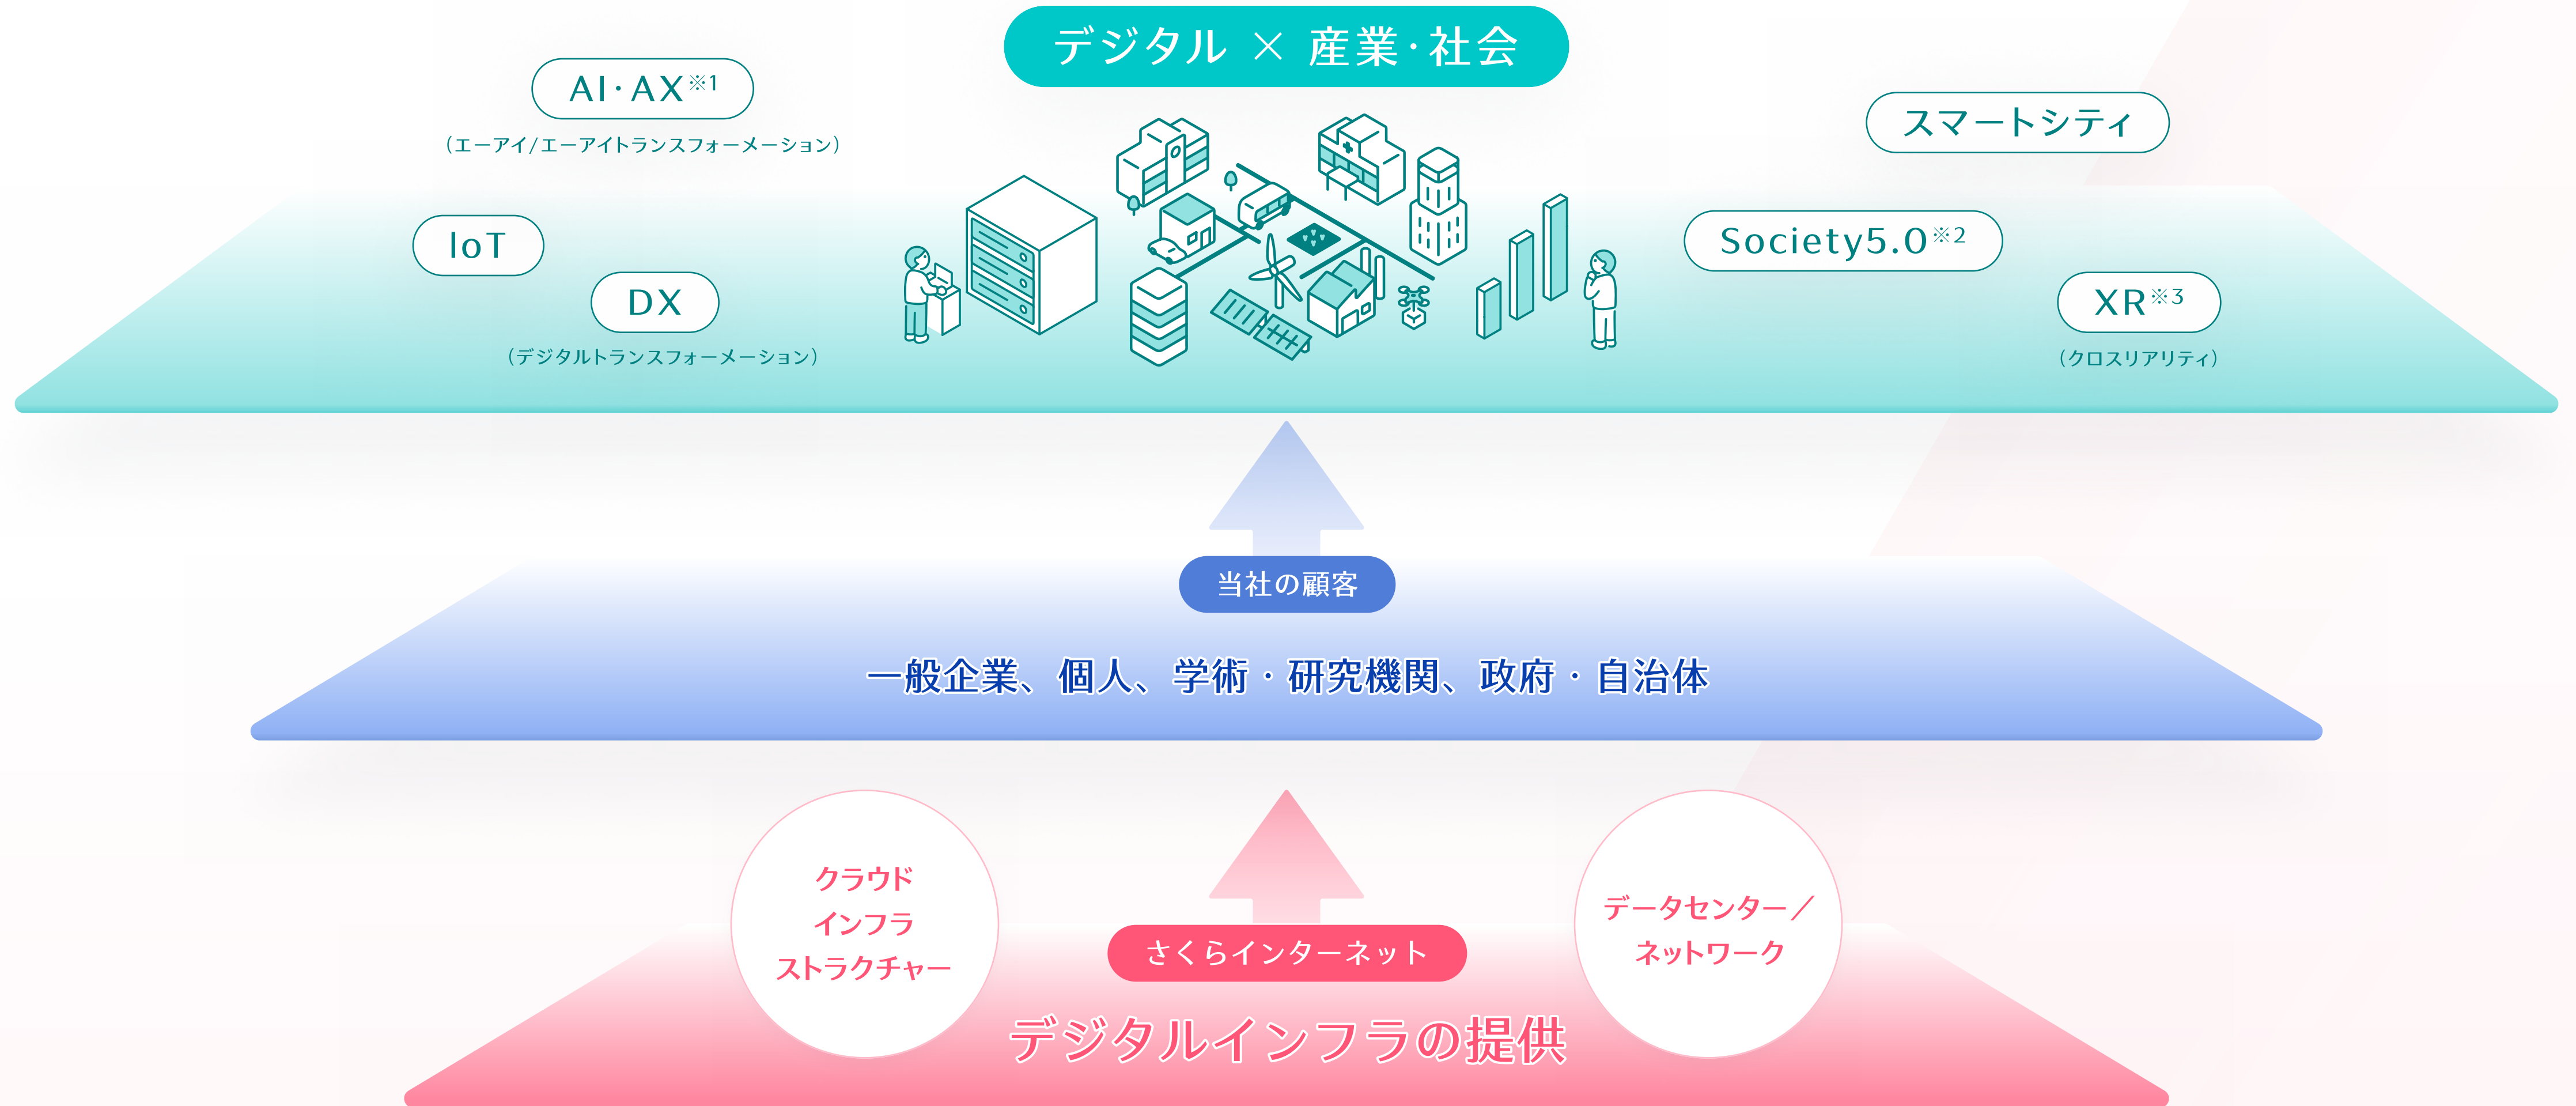 デジタル × 産業・社会
AI・AX※1
（エーアイ/エーアイトランスフォーメーション）
IoT
DX
（デジタルトランスフォーメーション）
スマートシティ
Society5.0※2
XR※3
（クロスリアリティ）
当社の顧客
一般企業、個人、学術・研究機関、政府・自治体
クラウド
インフラ
ストラクチャー
さくらインターネット
デジタルインフラの提供
データセンター／
ネットワーク